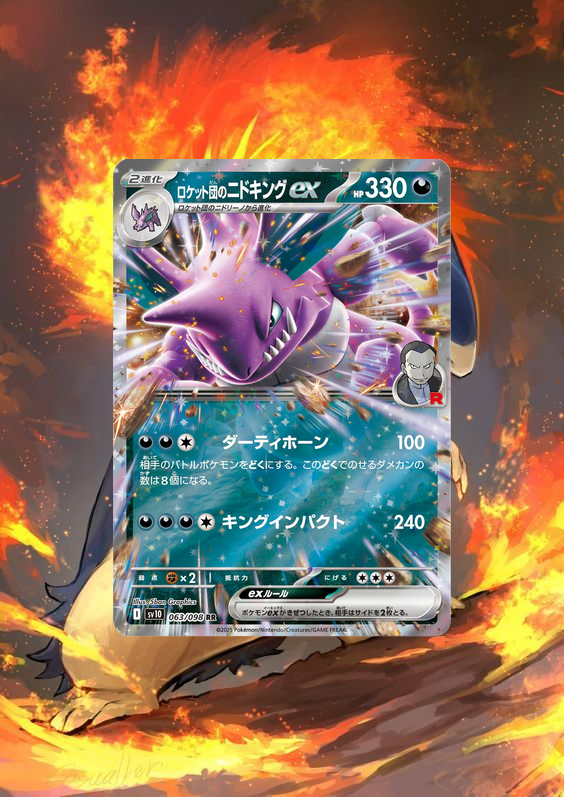 2進化
ロケット団のニドキングex HP330
ロケット団のニドリーノから進化
R
ダーティホーン 100
相手のバトルポケモンをどくにする。このどくでのせるダメカンの
数は8個になる。
キングインパクト 240
弱点 ×2 抵抗力 にげる
exルール
ポケモンexがきぜつしたとき、相手はサイドを2枚とる。
Illus. 5ban Graphics
sv10 063/098 RR
©2025 Pokémon/Nintendo/Creatures/GAME FREAK.